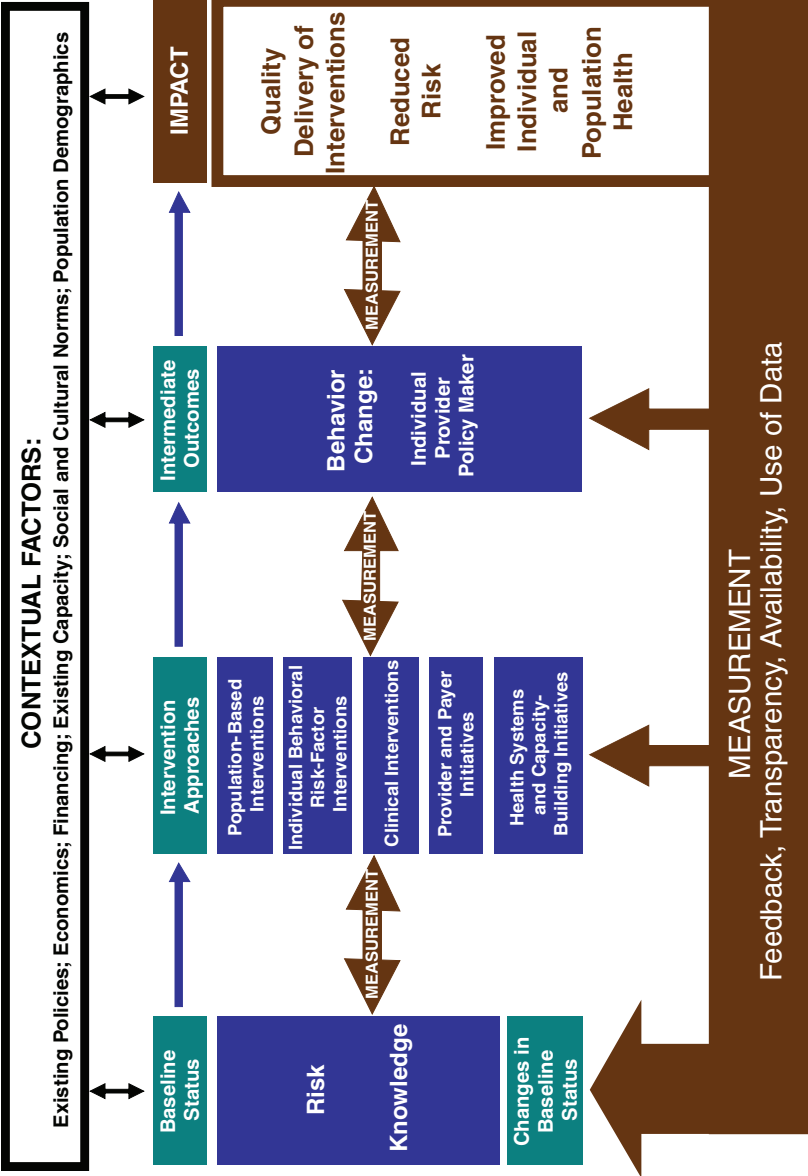 CONTEXTUAL FACTORS:
Existing Policies; Economics; Financing; Existing Capacity; Social and Cultural Norms; Population Demographics
Baseline
Status
Risk
Knowledge
Changes in
Baseline
Status
MEASUREMENT
Intervention
Approaches
Population-Based
Interventions
Individual Behavioral
Risk-Factor
Interventions
Clinical Interventions
Provider and Payer
Initiatives
Health Systems
and Capacity-
Building Initiatives
MEASUREMENT
Intermediate
Outcomes
Behavior
Change:
Individual
Provider
Policy Maker
MEASUREMENT
IMPACT
Quality
Delivery of
Interventions
Reduced
Risk
Improved
Individual
and
Population
Health
MEASUREMENT
Feedback, Transparency, Availability, Use of Data